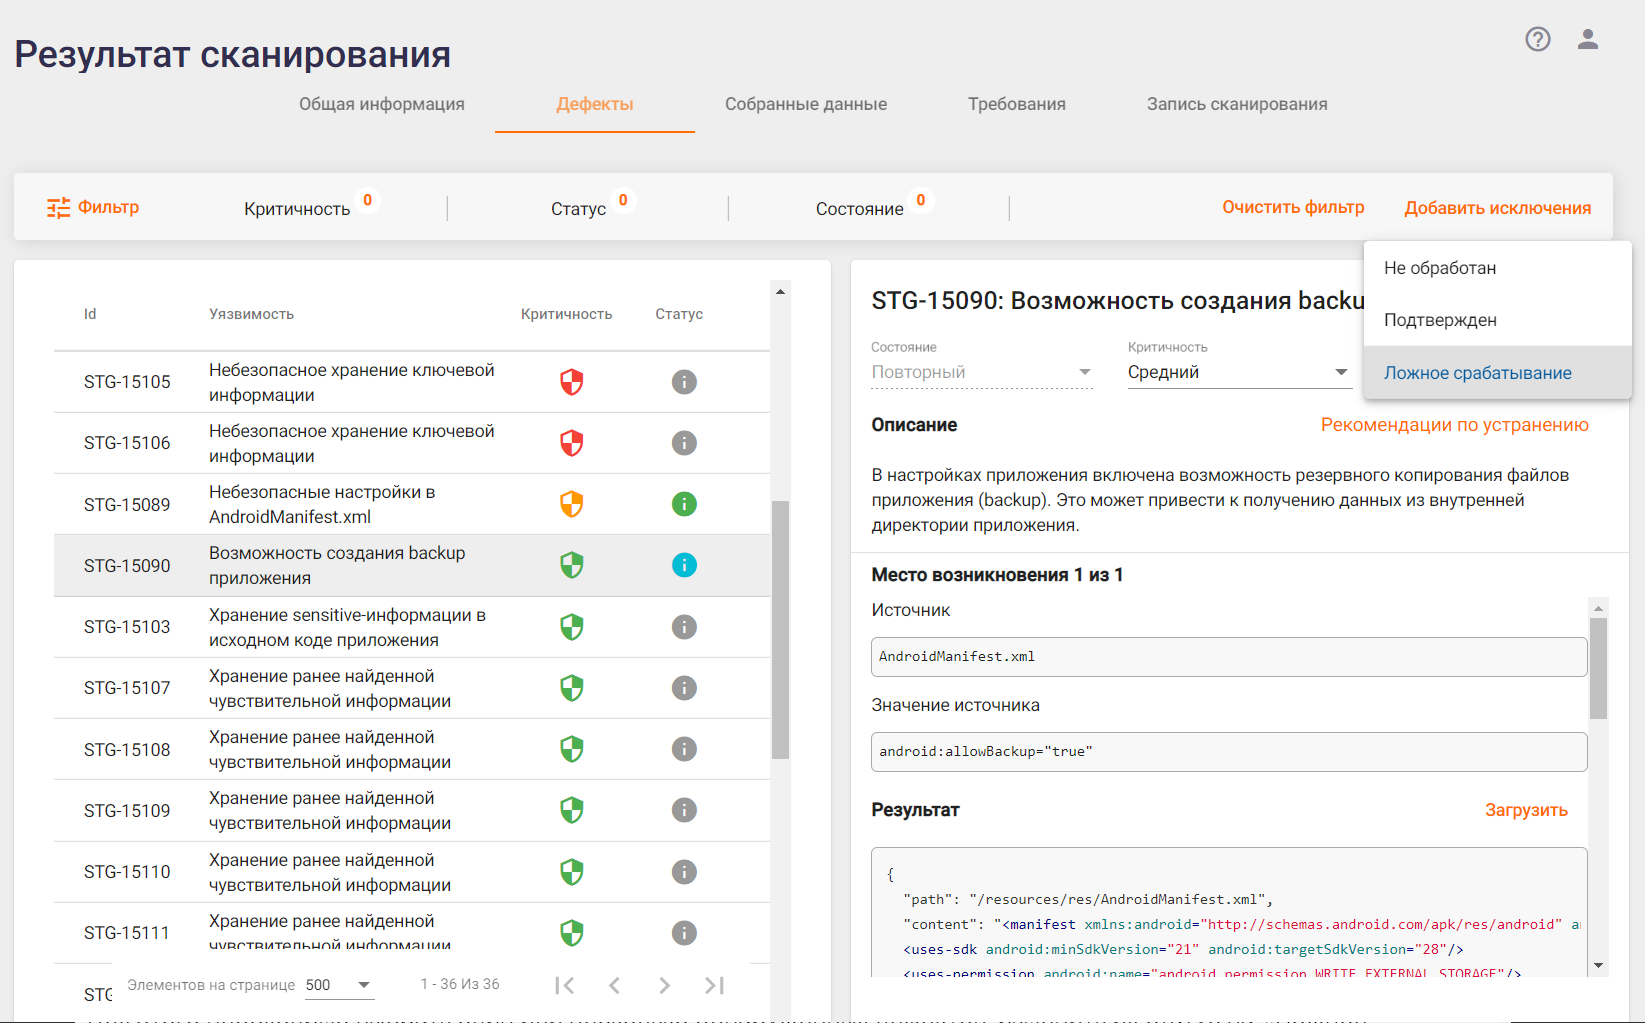 Результат сканирования
Общая информация
Дефекты
Собранные данные
Требования
Запись сканирования
Фильтр
Критичность 0
Статус 0
Состояние 0
Очистить фильтр
Добавить исключения
Не обработан
Подтвержден
Ложное срабатывание
Id Уязвимость Критичность Статус
STG-15105 Небезопасное хранение ключевой
информации
STG-15106 Небезопасное хранение ключевой
информации
STG-15089 Небезопасные настройки в
AndroidManifest.xml
STG-15090 Возможность создания backup
приложения
STG-15103 Хранение sensitive-информации в
исходном коде приложения
STG-15107 Хранение ранее найденной
чувствительной информации
STG-15108 Хранение ранее найденной
чувствительной информации
STG-15109 Хранение ранее найденной
чувствительной информации
STG-15110 Хранение ранее найденной
чувствительной информации
STG-15111 Хранение ранее найденной
чувствительной информации
STG
Элементов на странице 500 1 - 36 Из 36
STG-15090: Возможность создания backu
Состояние
Повторный
Критичность
Средний
Описание
Рекомендации по устранению
В настройках приложения включена возможность резервного копирования файлов
приложения (backup). Это может привести к получению данных из внутренней
директории приложения.
Место возникновения 1 из 1
Источник
AndroidManifest.xml
Значение источника
android:allowBackup="true"
Результат
Загрузить
{
"path": "/resources/res/AndroidManifest.xml",
"content": "<manifest xmlns:android="http://schemas.android.com/apk/res/android" a
<uses-sdk android:minSdkVersion="21" android:targetSdkVersion="28"/>
<uses-permission android:name="android.permission.WRITE_EXTERNAL_STORAGE"/>